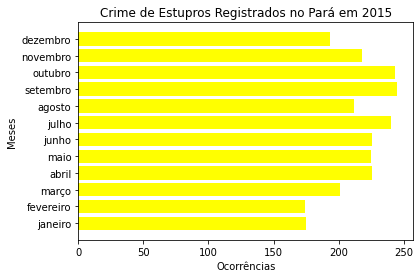 Crime de Estupros Registrados no Pará em 2015
Meses
dezembro
novembro
outubro
setembro
agosto
julho
junho
maio
abril
março
fevereiro
janeiro
0 50 100 150 200 250
Ocorrências